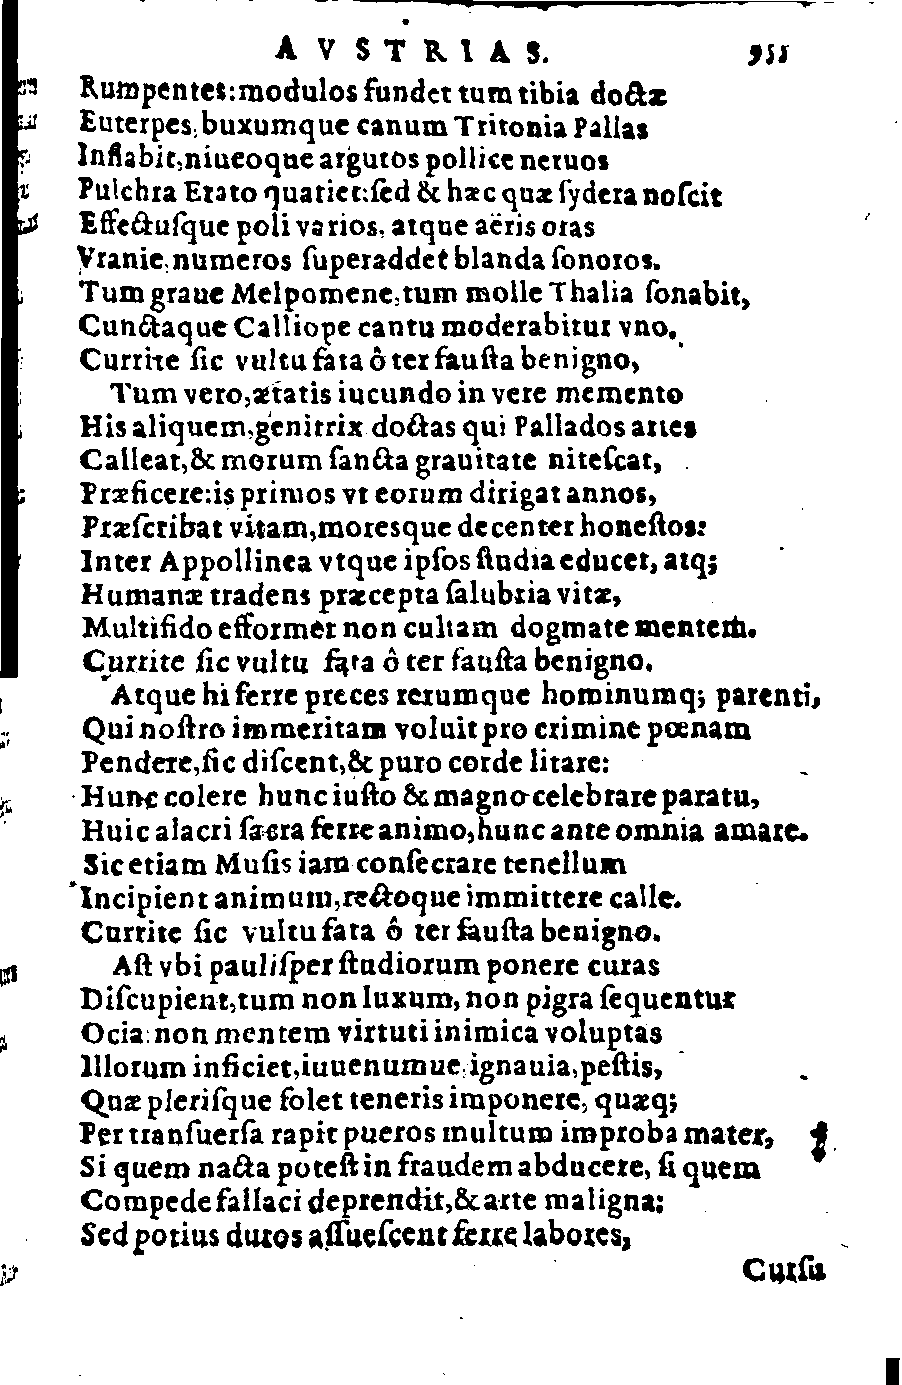 AVSTRIAS. 955
Rumpentes:modulos fundet tum tibia doctæ
Euterpes,buxumque canum Tritonia Pallas
Inflabit,niueoque argutos pollice neruos
Pulchra Erato quatiet:sed & hæc quæ sydera noscit
Effectusque poli varios, atque aëris oras
Vranie,numeros superaddet blanda sonoros.
Tum graue Melpomene,tum molle Thalia sonabit,
Cunctaque Calliope cantu moderabitur vno.
Currite sic vultu fata ô ter fausta benigno,
Tum vero,ætatis iucundo in vere memento
His aliquem,genitrix doctas qui Pallados artes
Calleat,& morum sancta grauitate nitescat,
Præficere:is primos vt eorum dirigat annos,
Præscribat vitam,moresque decenter honestos:
Inter Appollinea vtque ipsos studia educet, atq;
Humanæ tradens præcepta salubria vitæ,
Multifido efformet non cultam dogmate mentem.
Currite sic vultu fata ô ter fausta benigno.
Atque hi ferre preces rerumque hominumq; parenti,
Qui nostro immeritam voluit pro crimine pœnam
Pendere,sic discent,& puro corde litare:
Hunc colere hunc iusto & magno celebrare paratu,
Huic alacri sacra ferre animo,hunc ante omnia amare.
Sic etiam Musis iam consecrare tenellum
Incipient animum,rectoque immittere calle.
Currite sic vultu fata ô ter fausta benigno.
Ast vbi paulisper studiorum ponere curas
Discupient,tum non luxum, non pigra sequentur
Ocia:non mentem virtuti inimica voluptas
Illorum inficiet,iuuenumue,ignauia,pestis,
Quæ plerisque solet teneris imponere, quæq;
Per transuersa rapit pueros multum improba mater,
Si quem nacta potest in fraudem abducere, si quem
Compede fallaci deprendit,& arte maligna:
Sed potius duros assuescent ferre labores,
Cursu